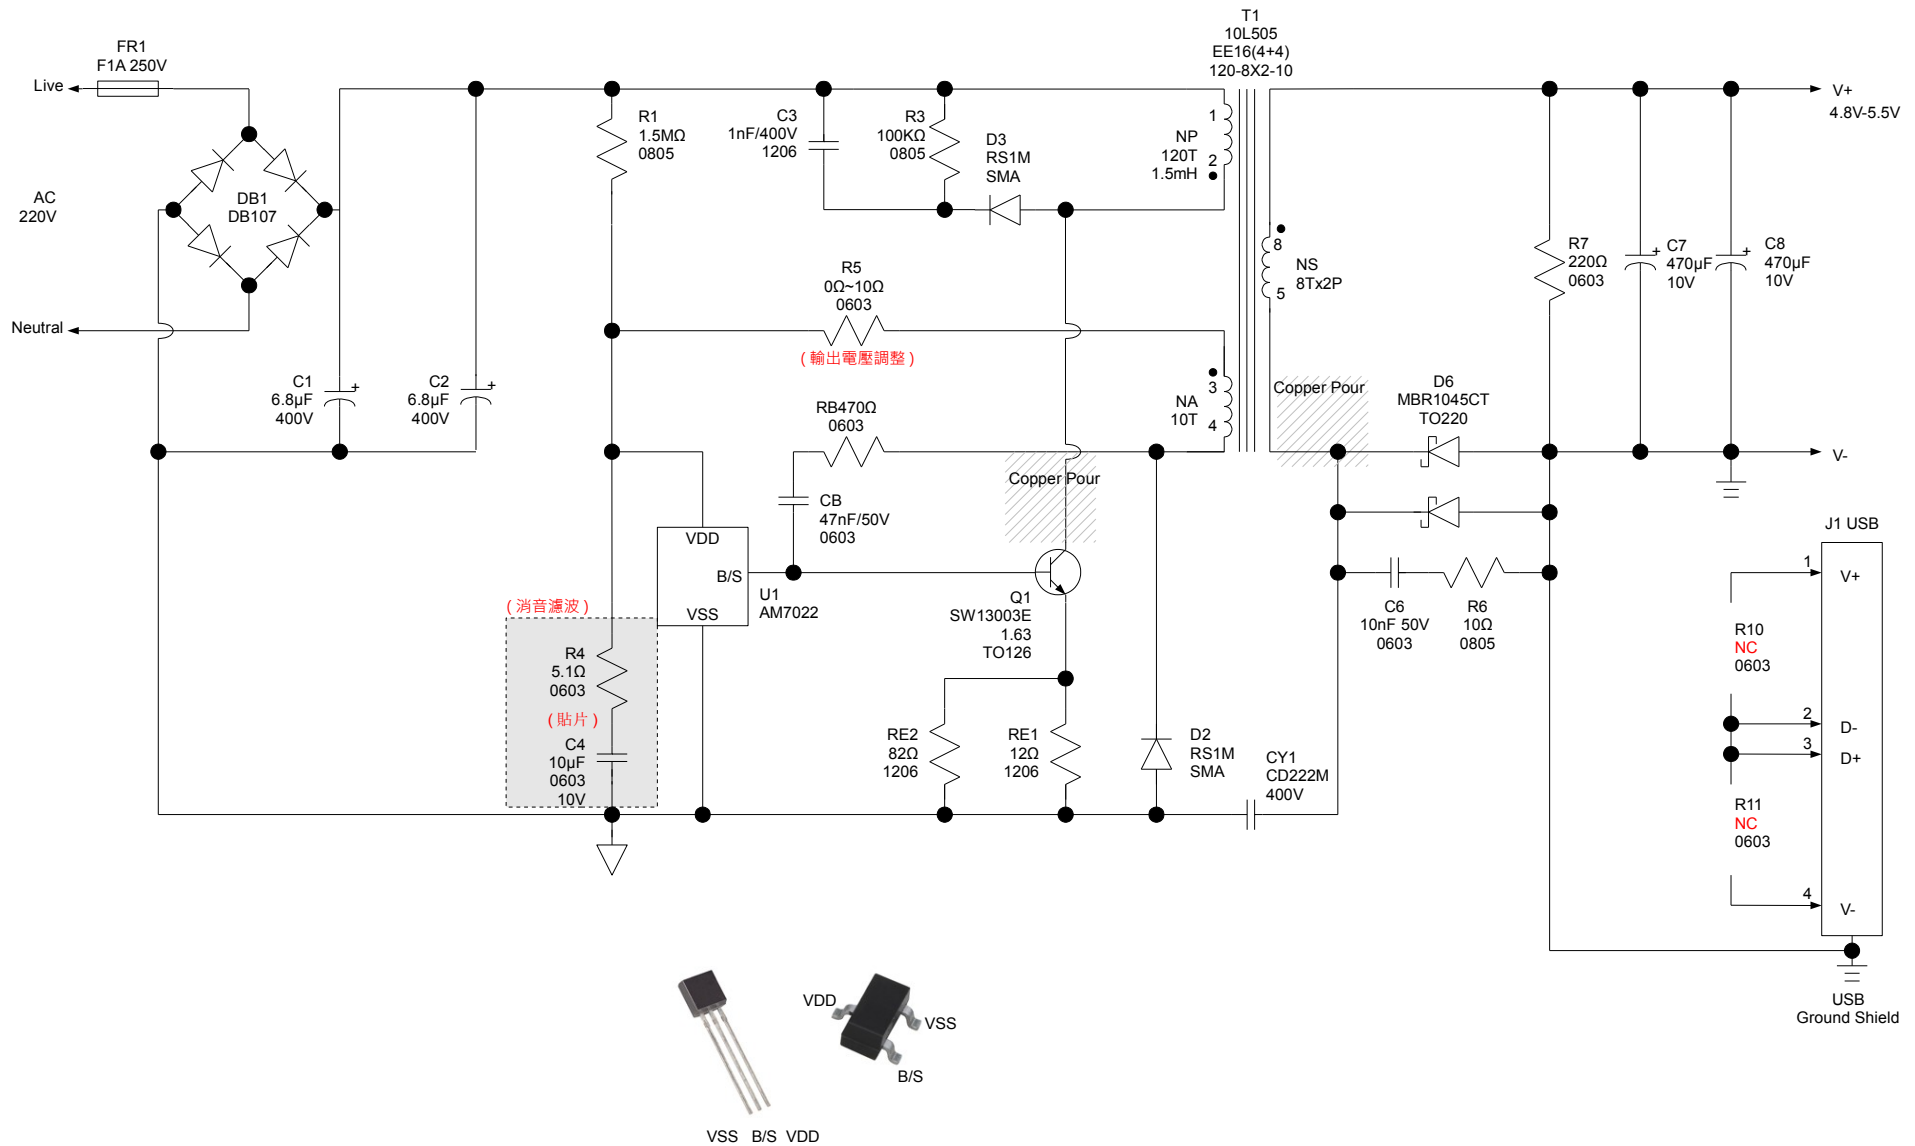 T1
10L505
EE16(4+4)
120-8X2-10
FR1
F1A 250V
Live
AC
220V
Neutral
DB1
DB107
R1
1.5MΩ
0805
C3
1nF/400V
1206
R3
100KΩ
0805
D3
RS1M
SMA
1
NP
120T
1.5mH
2
8
NS
8Tx2P
5
R7
220Ω
0603
C7
470µF
10V
+
C8
470µF
10V
+
V+
4.8V-5.5V
R5
0Ω~10Ω
0603
(輸出電壓調整)
C1
6.8µF
400V
+
C2
6.8µF
400V
+
RB470Ω
0603
3
NA
10T
4
Copper Pour
D6
MBR1045CT
TO220
V-
Copper Pour
CB
47nF/50V
0603
VDD
B/S
VSS
U1
AM7022
Q1
SW13003E
1.63
TO126
C6
10nF 50V
0603
R6
10Ω
0805
J1 USB
1
V+
R10
NC
0603
2
D-
3
D+
R11
NC
0603
4
V-
USB
Ground Shield
(消音濾波)
R4
5.1Ω
0603
(貼片)
C4
10µF
0603
10V
RE2
82Ω
1206
RE1
12Ω
1206
D2
RS1M
SMA
CY1
CD222M
400V
VDD
VSS
B/S
VSS B/S VDD